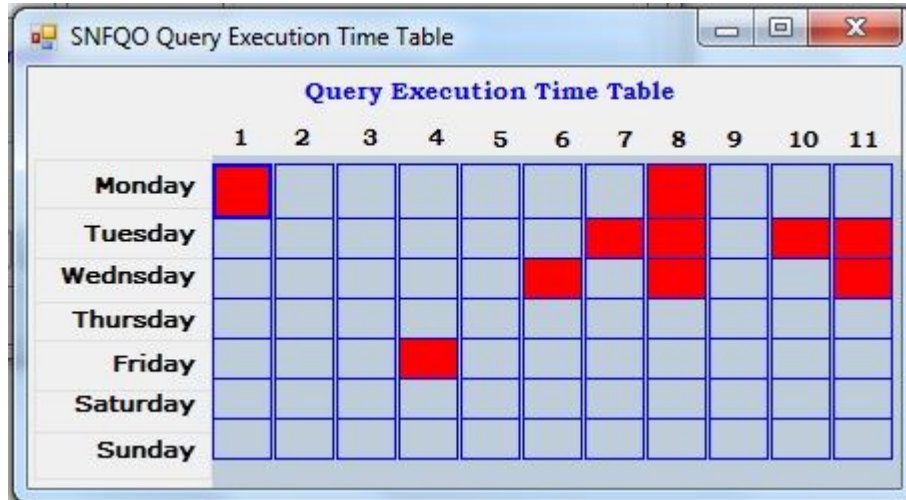 SNFQO Query Execution Time Table
Query Execution Time Table
1 2 3 4 5 6 7 8 9 10 11
Monday
Tuesday
Wednsday
Thursday
Friday
Saturday
Sunday